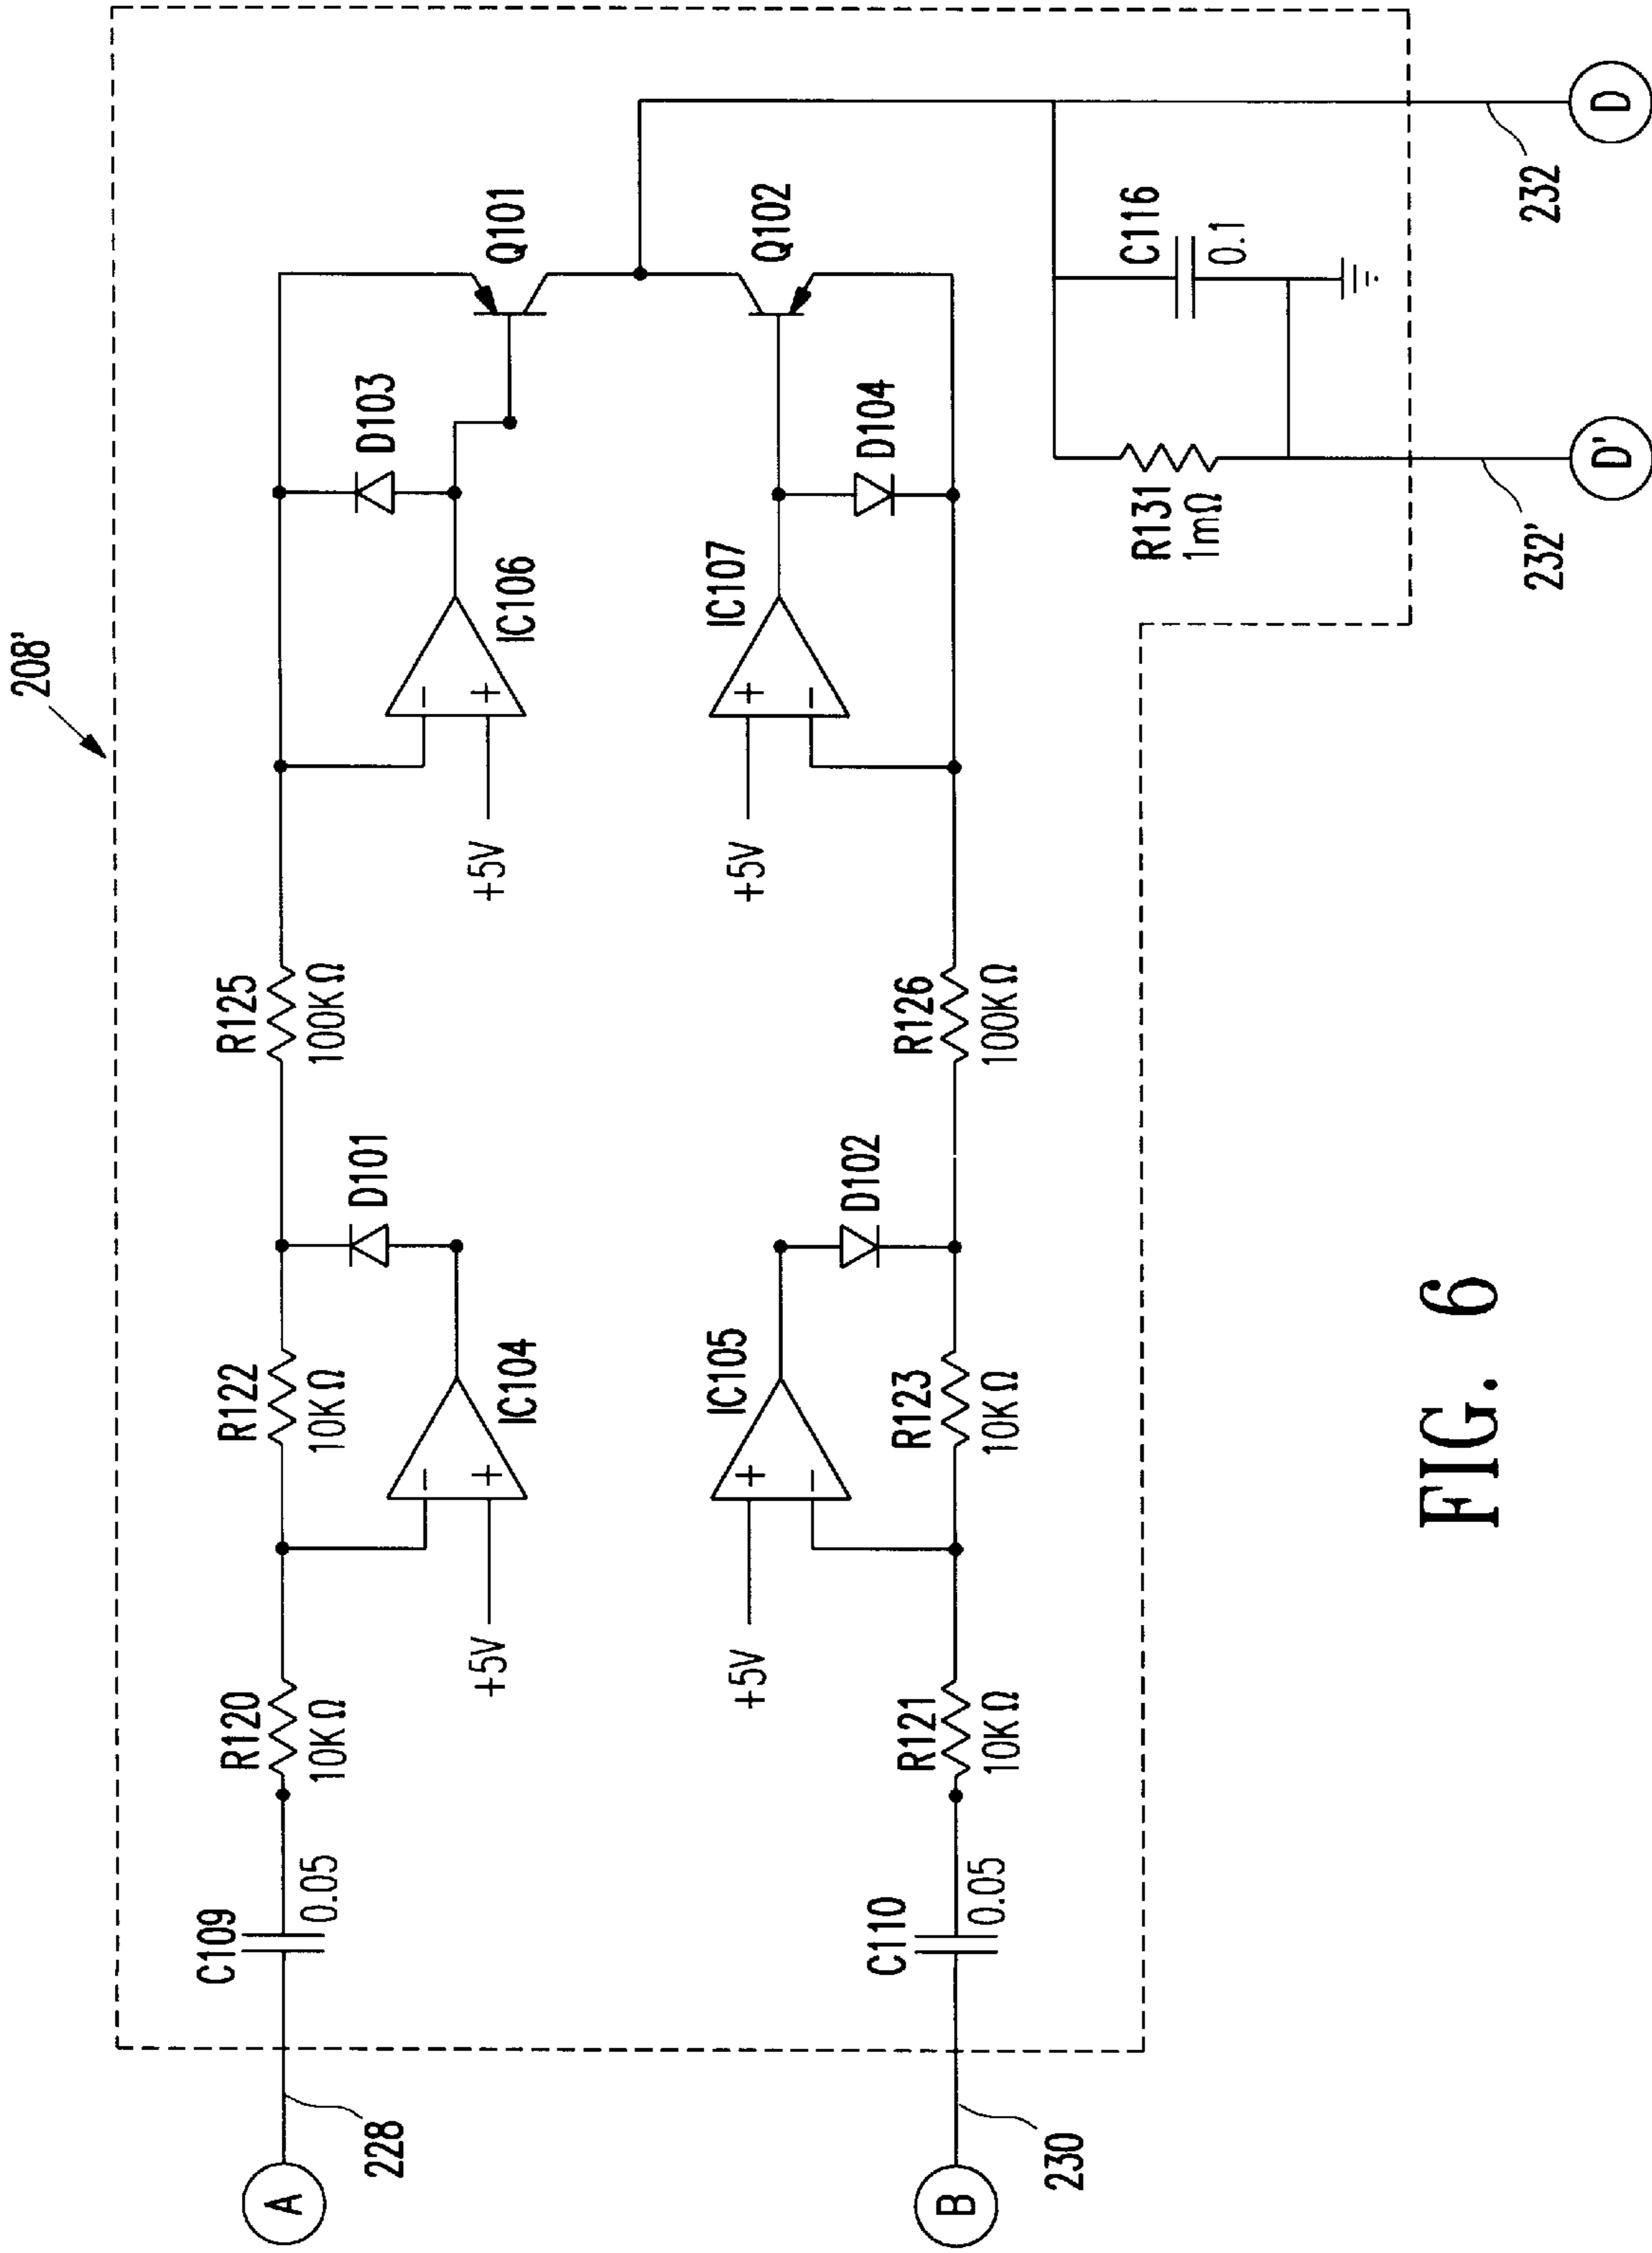 208'
A
228
C109
0.05
R120
10KΩ
R122
10KΩ
+5V
−
+
IC104
D101
R125
100KΩ
+5V
−
+
IC106
D103
Q101
B
230
C110
0.05
R121
10KΩ
R123
10KΩ
+5V
+
−
IC105
D102
R126
100KΩ
+5V
+
−
IC107
D104
Q102
R131
1mΩ
C116
0.1
232'
D'
232
D
FIG. 6